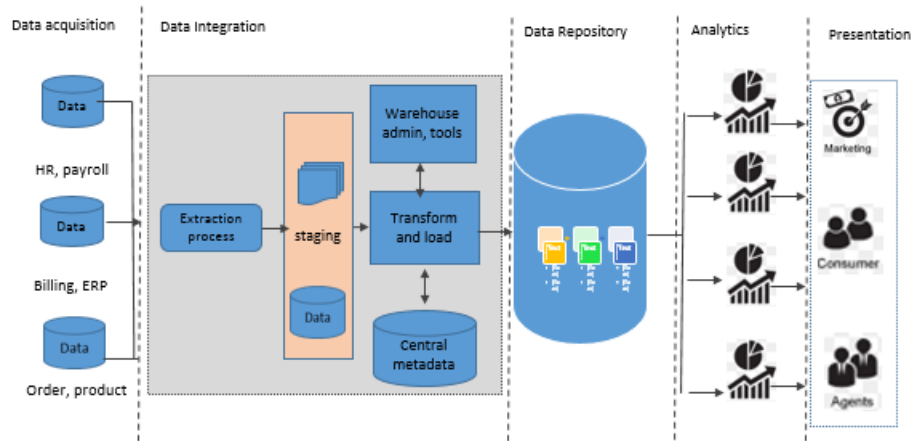 Data acquisition
Data Integration
Data Repository
Analytics
Presentation
Data
HR, payroll
Data
Billing, ERP
Data
Order, product
Extraction
process
staging
Data
Warehouse
admin, tools
Transform
and load
Central
metadata
Marketing
Consumer
Agents